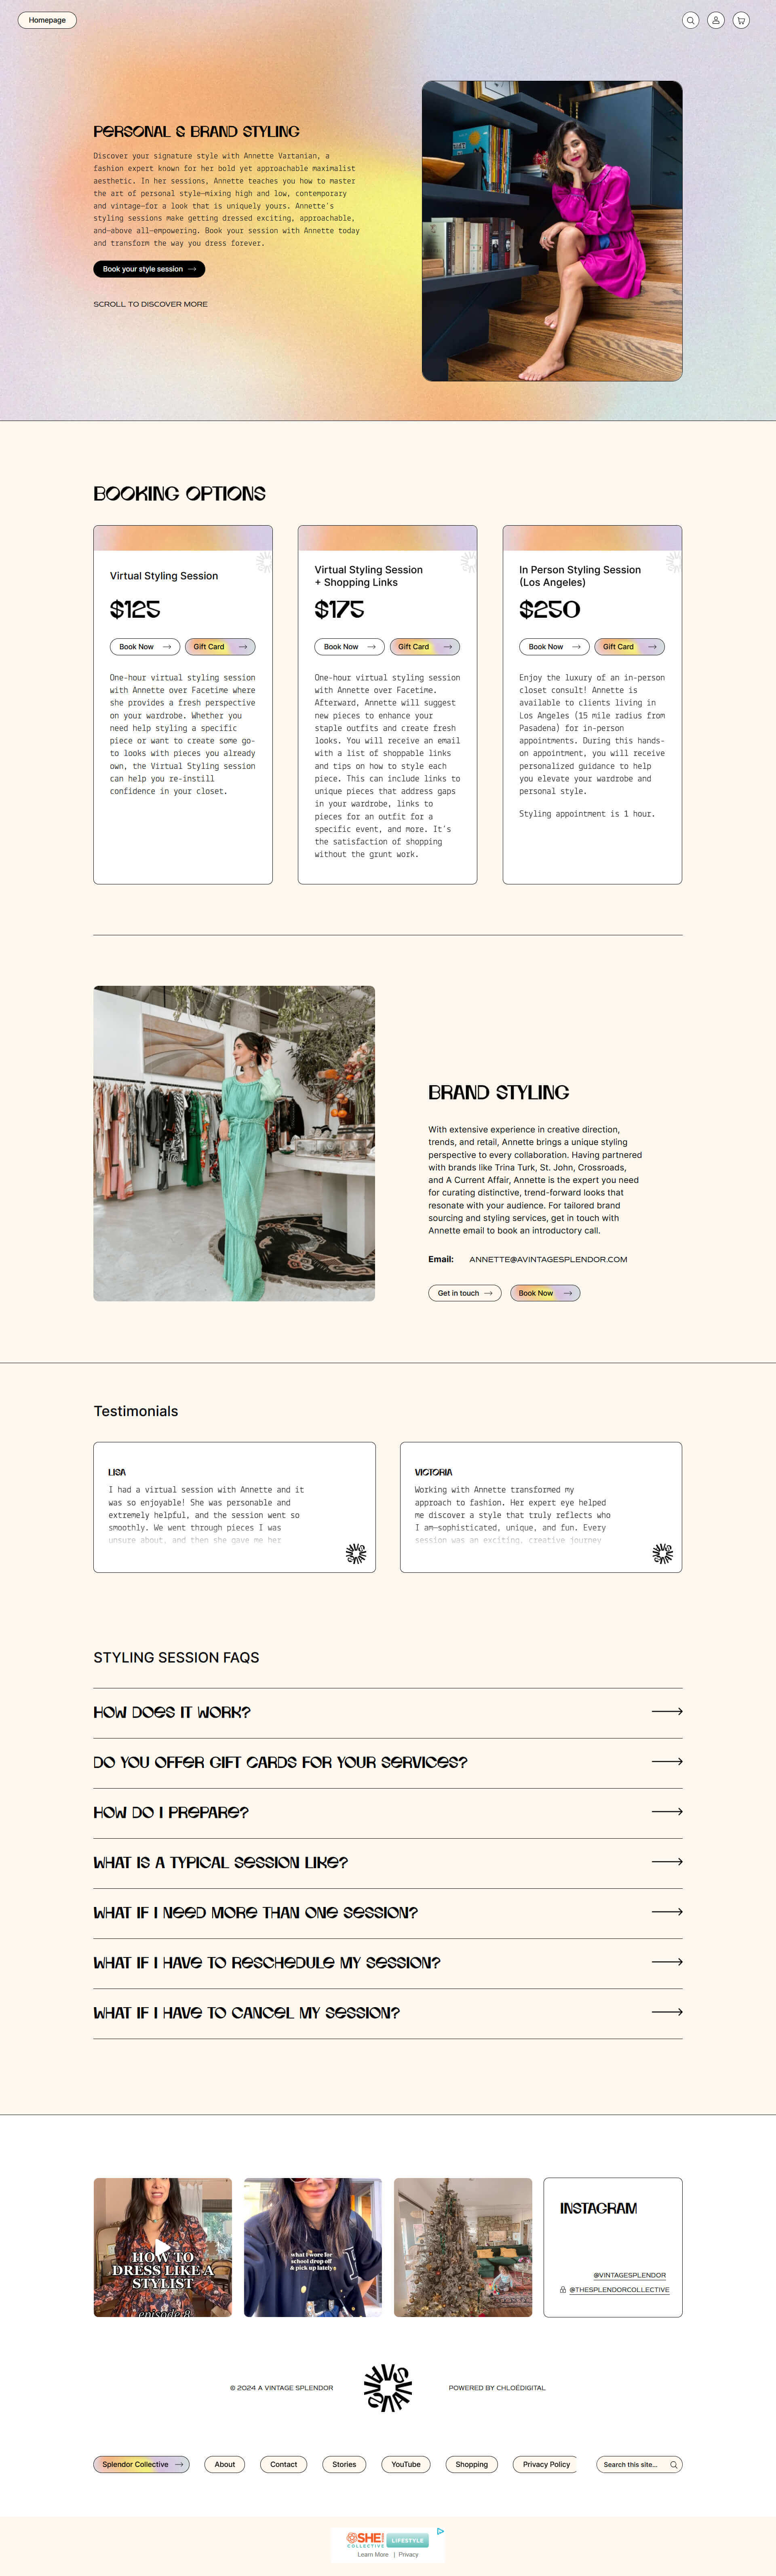 Homepage
PERSONAL & BRAND STYLING
Discover your signature style with Annette Vartanian, a
fashion expert known for her bold yet approachable maximalist
aesthetic. In her sessions, Annette teaches you how to master
the art of personal style—mixing high and low, contemporary
and vintage—for a look that is uniquely yours. Annette's
styling sessions make getting dressed exciting, approachable,
and—above all—empowering. Book your session with Annette today
and transform the way you dress forever.
Book your style session
SCROLL TO DISCOVER MORE
BOOKING OPTIONS
Virtual Styling Session
$125
Book Now
Gift Card
One-hour virtual styling session
with Annette over Facetime where
she provides a fresh perspective
on your wardrobe. Whether you
need help styling a specific
piece or want to create some go-
to looks with pieces you already
own, the Virtual Styling session
can help you re-instill
confidence in your closet.
Virtual Styling Session
+ Shopping Links
$175
Book Now
Gift Card
One-hour virtual styling session
with Annette over Facetime.
Afterward, Annette will suggest
new pieces to enhance your
staple outfits and create fresh
looks. You will receive an email
with a list of shoppable links
and tips on how to style each
piece. This can include links to
unique pieces that address gaps
in your wardrobe, links to
pieces for an outfit for a
specific event, and more. It's
the satisfaction of shopping
without the grunt work.
In Person Styling Session
(Los Angeles)
$250
Book Now
Gift Card
Enjoy the luxury of an in-person
closet consult! Annette is
available to clients living in
Los Angeles (15 mile radius from
Pasadena) for in-person
appointments. During this hands-
on appointment, you will receive
personalized guidance to help
you elevate your wardrobe and
personal style.
Styling appointment is 1 hour.
BRAND STYLING
With extensive experience in creative direction,
trends, and retail, Annette brings a unique styling
perspective to every collaboration. Having partnered
with brands like Trina Turk, St. John, Crossroads,
and A Current Affair, Annette is the expert you need
for curating distinctive, trend-forward looks that
resonate with your audience. For tailored brand
sourcing and styling services, get in touch with
Annette email to book an introductory call.
Email: ANNETTE@AVINTAGESPLENDOR.COM
Get in touch
Book Now
Testimonials
LISA
I had a virtual session with Annette and it
was so enjoyable! She was personable and
extremely helpful, and the session went so
smoothly. We went through pieces I was
unsure about, and then she gave me her
VICTORIA
Working with Annette transformed my
approach to fashion. Her expert eye helped
me discover a style that truly reflects who
I am—sophisticated, unique, and fun. Every
session was an exciting, creative journey
STYLING SESSION FAQS
HOW DOES IT WORK?
DO YOU OFFER GIFT CARDS FOR YOUR SERVICES?
HOW DO I PREPARE?
WHAT IS A TYPICAL SESSION LIKE?
WHAT IF I NEED MORE THAN ONE SESSION?
WHAT IF I HAVE TO RESCHEDULE MY SESSION?
WHAT IF I HAVE TO CANCEL MY SESSION?
HOW TO
DRESS LIKE A
STYLIST
episode 8
what I wore for
school drop off
& pick up lately
INSTAGRAM
@VINTAGESPLENDOR
@THESPLENDORCOLLECTIVE
© 2024 A VINTAGE SPLENDOR
POWERED BY CHLOÉDIGITAL
Splendor Collective
About
Contact
Stories
YouTube
Shopping
Privacy Policy
Search this site...
SHE!
COLLECTIVE
LIFESTYLE
Learn More | Privacy